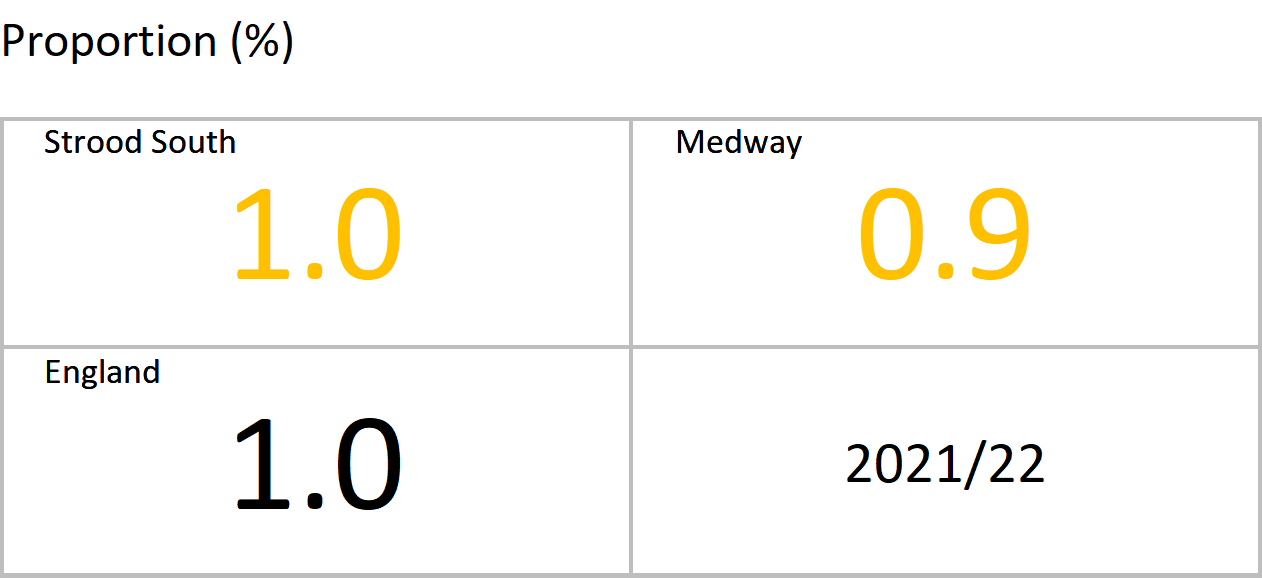 Proportion (%)
Strood South
1.0
Medway
0.9
England
1.0
2021/22